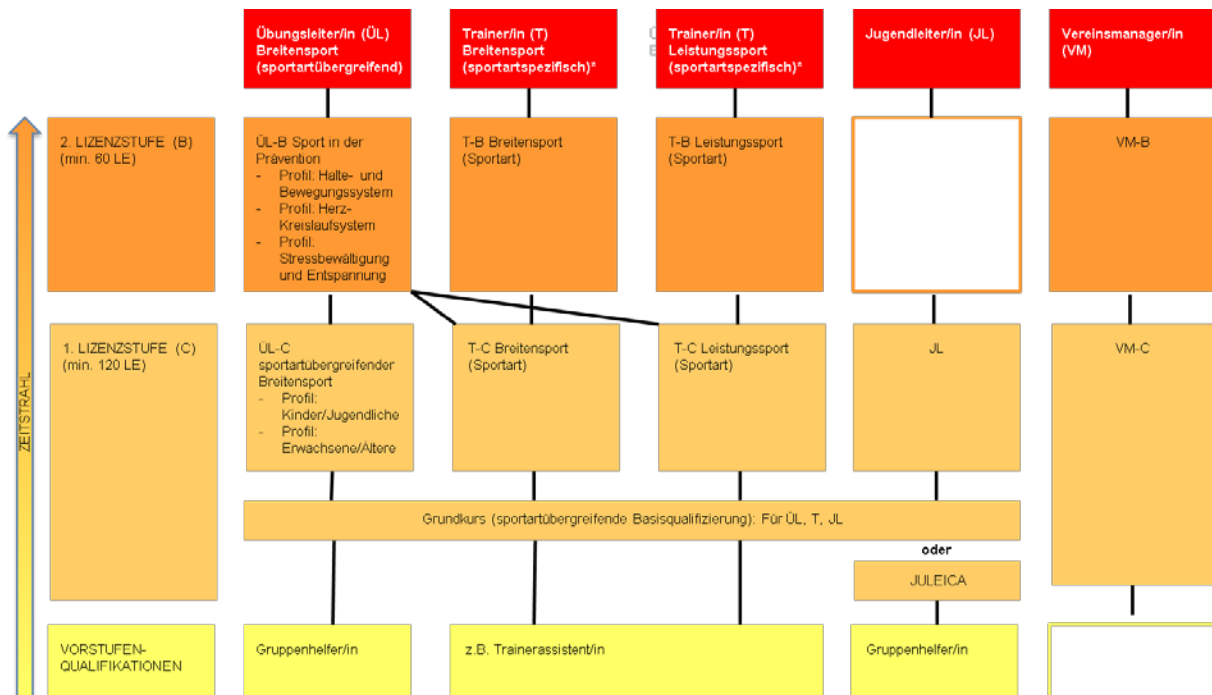 Übungsleiter/in (ÜL)
Breitensport
(sportartübergreifend)
Trainer/in (T)
Breitensport
(sportartspezifisch)*
Trainer/in (T)
Leistungssport
(sportartspezifisch)*
Jugendleiter/in (JL)
Vereinsmanager/in
(VM)
2. LIZENZSTUFE (B)
(min. 60 LE)
ÜL-B Sport in der
Prävention
- Profil: Halte- und
Bewegungssystem
- Profil: Herz-
Kreislaufsystem
- Profil:
Stressbewältigung
und Entspannung
T-B Breitensport
(Sportart)
T-B Leistungssport
(Sportart)
VM-B
1. LIZENZSTUFE (C)
(min. 120 LE)
ÜL-C
sportartübergreifender
Breitensport
- Profil:
Kinder/Jugendliche
- Profil:
Erwachsene/Ältere
T-C Breitensport
(Sportart)
T-C Leistungssport
(Sportart)
JL
VM-C
ZEITSTRAHL
Grundkurs (sportartübergreifende Basisqualifizierung): Für ÜL, T, JL
oder
JULEICA
VORSTUFEN-
QUALIFIKATIONEN
Gruppenhelfer/in
z.B. Trainerassistent/in
Gruppenhelfer/in